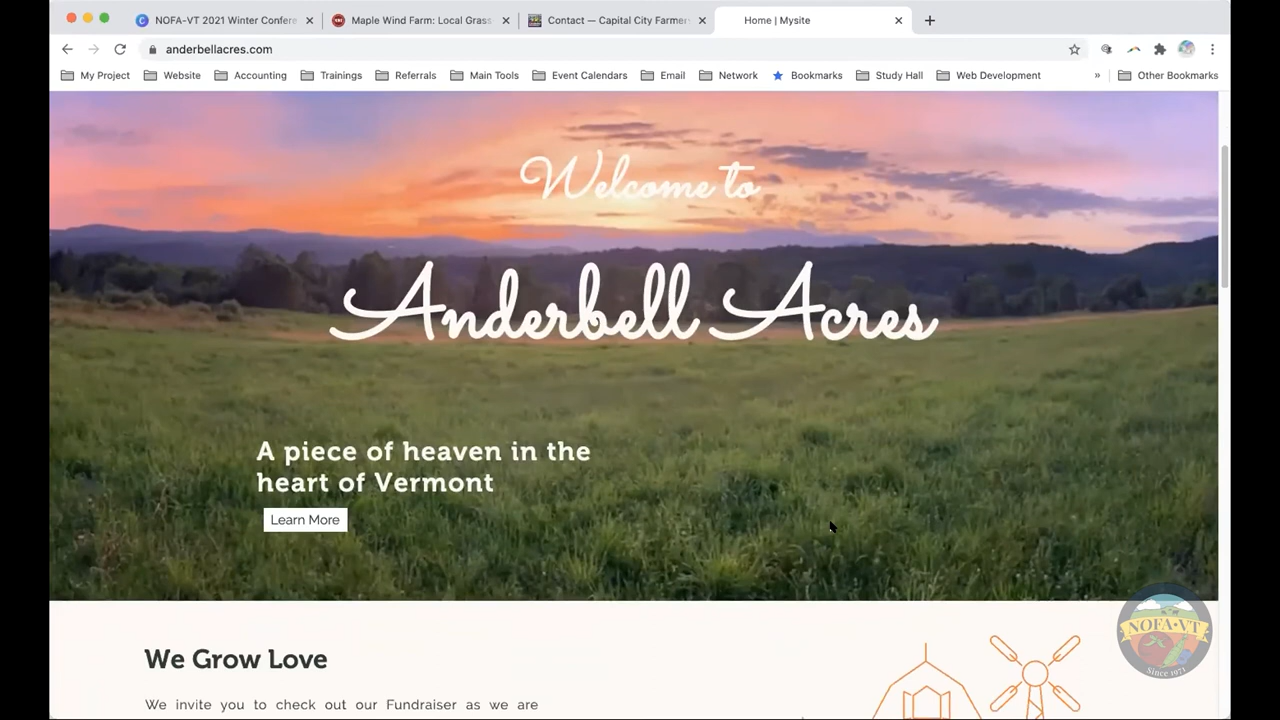 NOFA-VT 2021 Winter Confere
Maple Wind Farm: Local Grass
Contact — Capital City Farmer
Home | Mysite
anderbellacres.com
My Project
Website
Accounting
Trainings
Referrals
Main Tools
Event Calendars
Email
Network
Bookmarks
Study Hall
Web Development
»
Other Bookmarks
Welcome to
Anderbell Acres
A piece of heaven in the
heart of Vermont
Learn More
We Grow Love
We invite you to check out our Fundraiser as we are
NOFA•VT
Since 1971